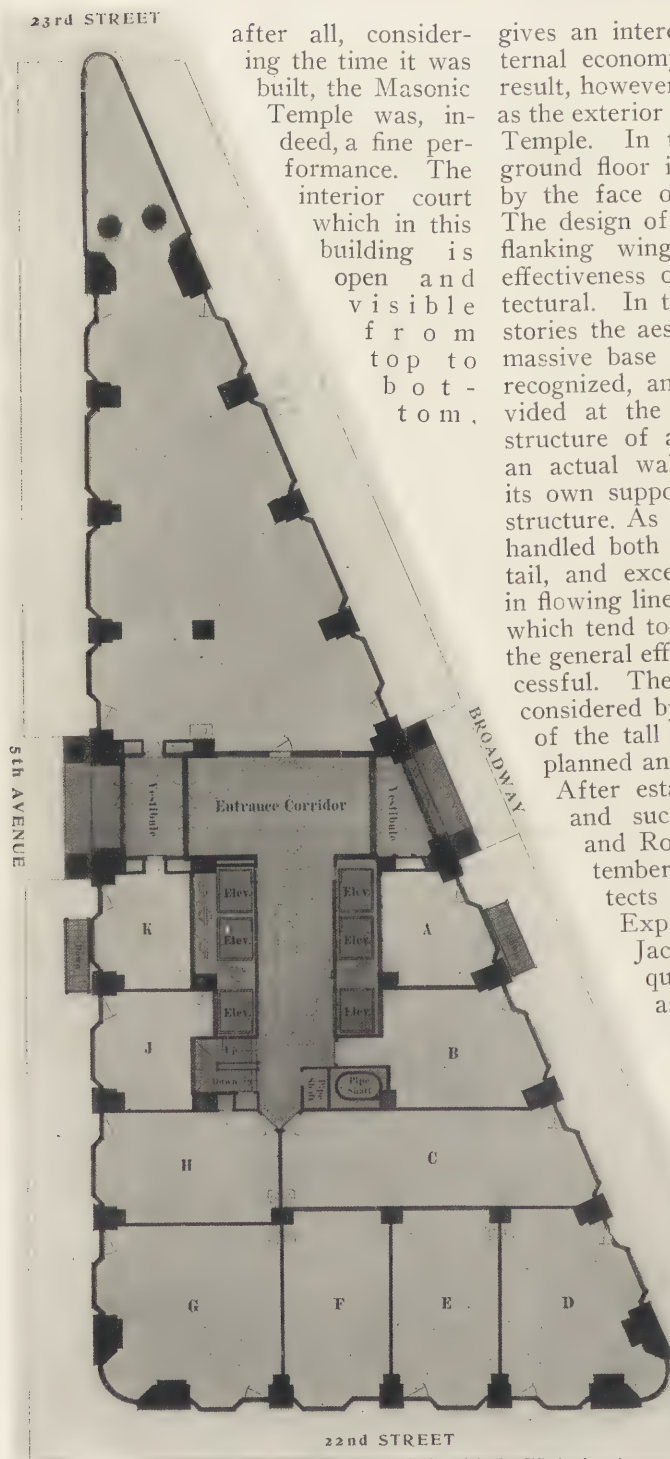 23rd STREET
after all, consider-
ing the time it was
built, the Masonic
Temple was, in-
deed, a fine per-
formance. The
interior court
which in this
building is
open and
visible
from
top to
bot-
tom,
gives an intere
ternal econom
result, however
as the exterior
Temple. In t
ground floor i
by the face o
The design of
flanking wing
effectiveness o
tectural. In t
stories the aes
massive base
recognized, an
vided at the
structure of a
an actual wal
its own suppo
structure. As
handled both
tail, and exce
in flowing line
which tend to
the general eff
cessful. The
considered by
of the tall
planned an
After esta
and suc
and Ro
tember
tects
Exp
Jac
qu
a
5th AVENUE
BROADWAY
Vestibule
Entrance Corridor
Vestibule
Elev.
Elev.
Elev.
Elev.
Elev.
Elev.
K
A
J
B
Up
Down
Pipe
Shaft
H
C
G
F
E
D
22nd STREET